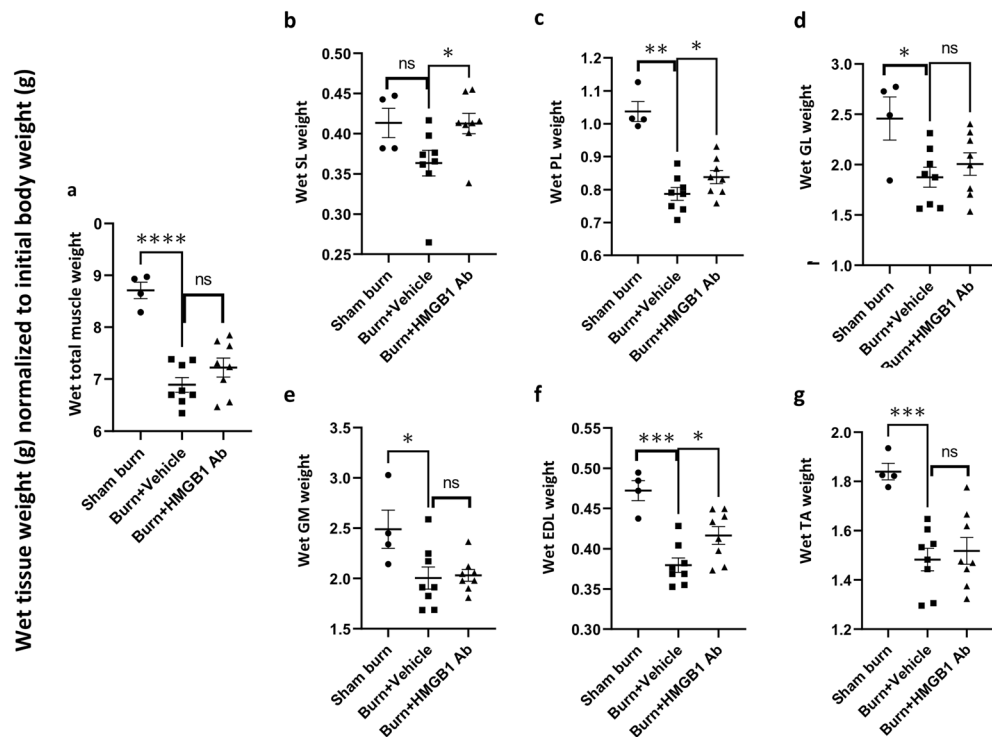 Wet tissue weight (g) normalized to initial body weight (g)
a
Wet total muscle weight
0
9
8
7
6
****
ns
Sham burn
Burn+Vehicle
Burn+HMGB1 Ab
b
Wet SL weight
0.50
0.45
0.40
0.35
0.30
0.25
ns
*
Sham burn
Burn+Vehicle
Burn+HMGB1 Ab
c
Wet PL weight
1.2
1.1
1.0
0.9
0.8
0.7
0.6
**
*
Sham burn
Burn+Vehicle
Burn+HMGB1 Ab
d
Wet GL weight
3.0
2.5
2.0
1.5
1.0
*
ns
Sham burn
Burn+Vehicle
Burn+HMGB1 Ab
e
Wet GM weight
3.5
3.0
2.5
2.0
1.5
*
ns
Sham burn
Burn+Vehicle
Burn+HMGB1 Ab
f
Wet EDL weight
0.55
0.50
0.45
0.40
0.35
0.30
***
*
Sham burn
Burn+Vehicle
Burn+HMGB1 Ab
g
Wet TA weight
2.0
1.8
1.6
1.4
1.2
***
ns
Sham burn
Burn+Vehicle
Burn+HMGB1 Ab